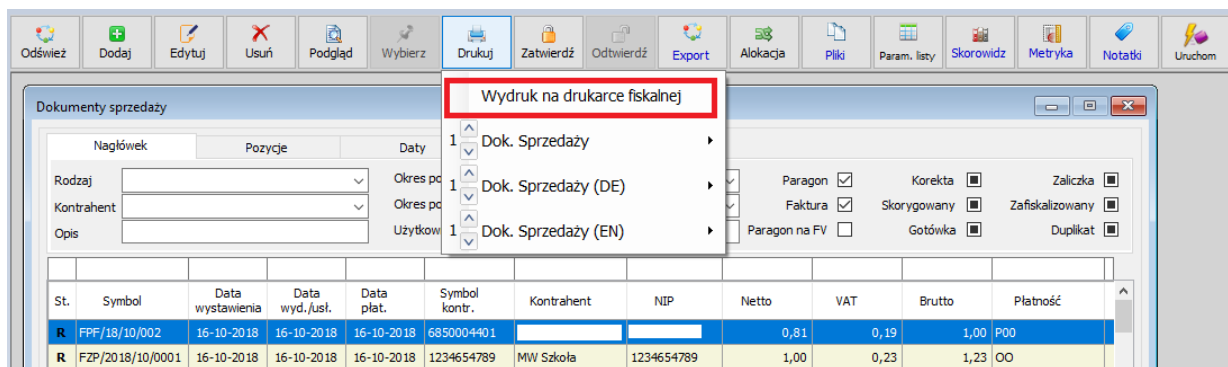 Odśwież Dodaj Edytuj Usuń Podgląd Wybierz Drukuj Zatwierdź Odtwierdź Export Alokacja Pliki Param. listy Skorowidz Metryka Notatki Uruchom
Wydruk na drukarce fiskalnej
Dokumenty sprzedaży
1 Dok. Sprzedaży
Nagłówek Pozycje Daty
Rodzaj Okres po 1 Dok. Sprzedaży (DE) Paragon Korekta Zaliczka
Kontrahent Okres po Faktura Skorygowany Zafiskalizowany
Opis Użytkow 1 Dok. Sprzedaży (EN) Paragon na FV Gotówka Duplikat
St. Symbol Data wystawienia Data wyd./usł. Data płat. Symbol kontr. Kontrahent NIP Netto VAT Brutto Płatność
R FPF/18/10/002 16-10-2018 16-10-2018 16-10-2018 6850004401 0,81 0,19 1,00 P00
R FZP/2018/10/0001 16-10-2018 16-10-2018 16-10-2018 1234654789 MW Szkoła 1234654789 1,00 0,23 1,23 OO